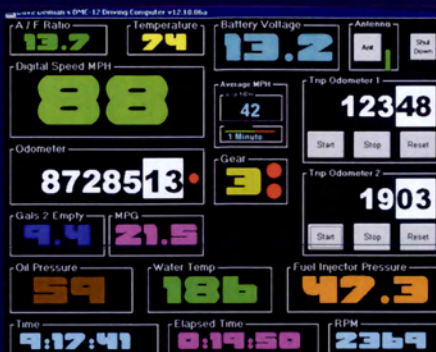 Dave Delman's DMC-12 Driving Computer v12.10.06a
A / F Ratio
13.7
Temperature
74
Battery Voltage
13.2
Antenna
Ant
Shut
Down
Digital Speed MPH
88
Average MPH
42
1 Minute
Trip Odometer 1
12348
Start
Stop
Reset
Odometer
8728513
Gear
3
Trip Odometer 2
1903
Start
Stop
Reset
Gals 2 Empty
9.4
MPG
21.5
Oil Pressure
59
Water Temp
186
Fuel Injector Pressure
47.3
Time
9:17:41
Elapsed Time
0:19:50
RPM
2369